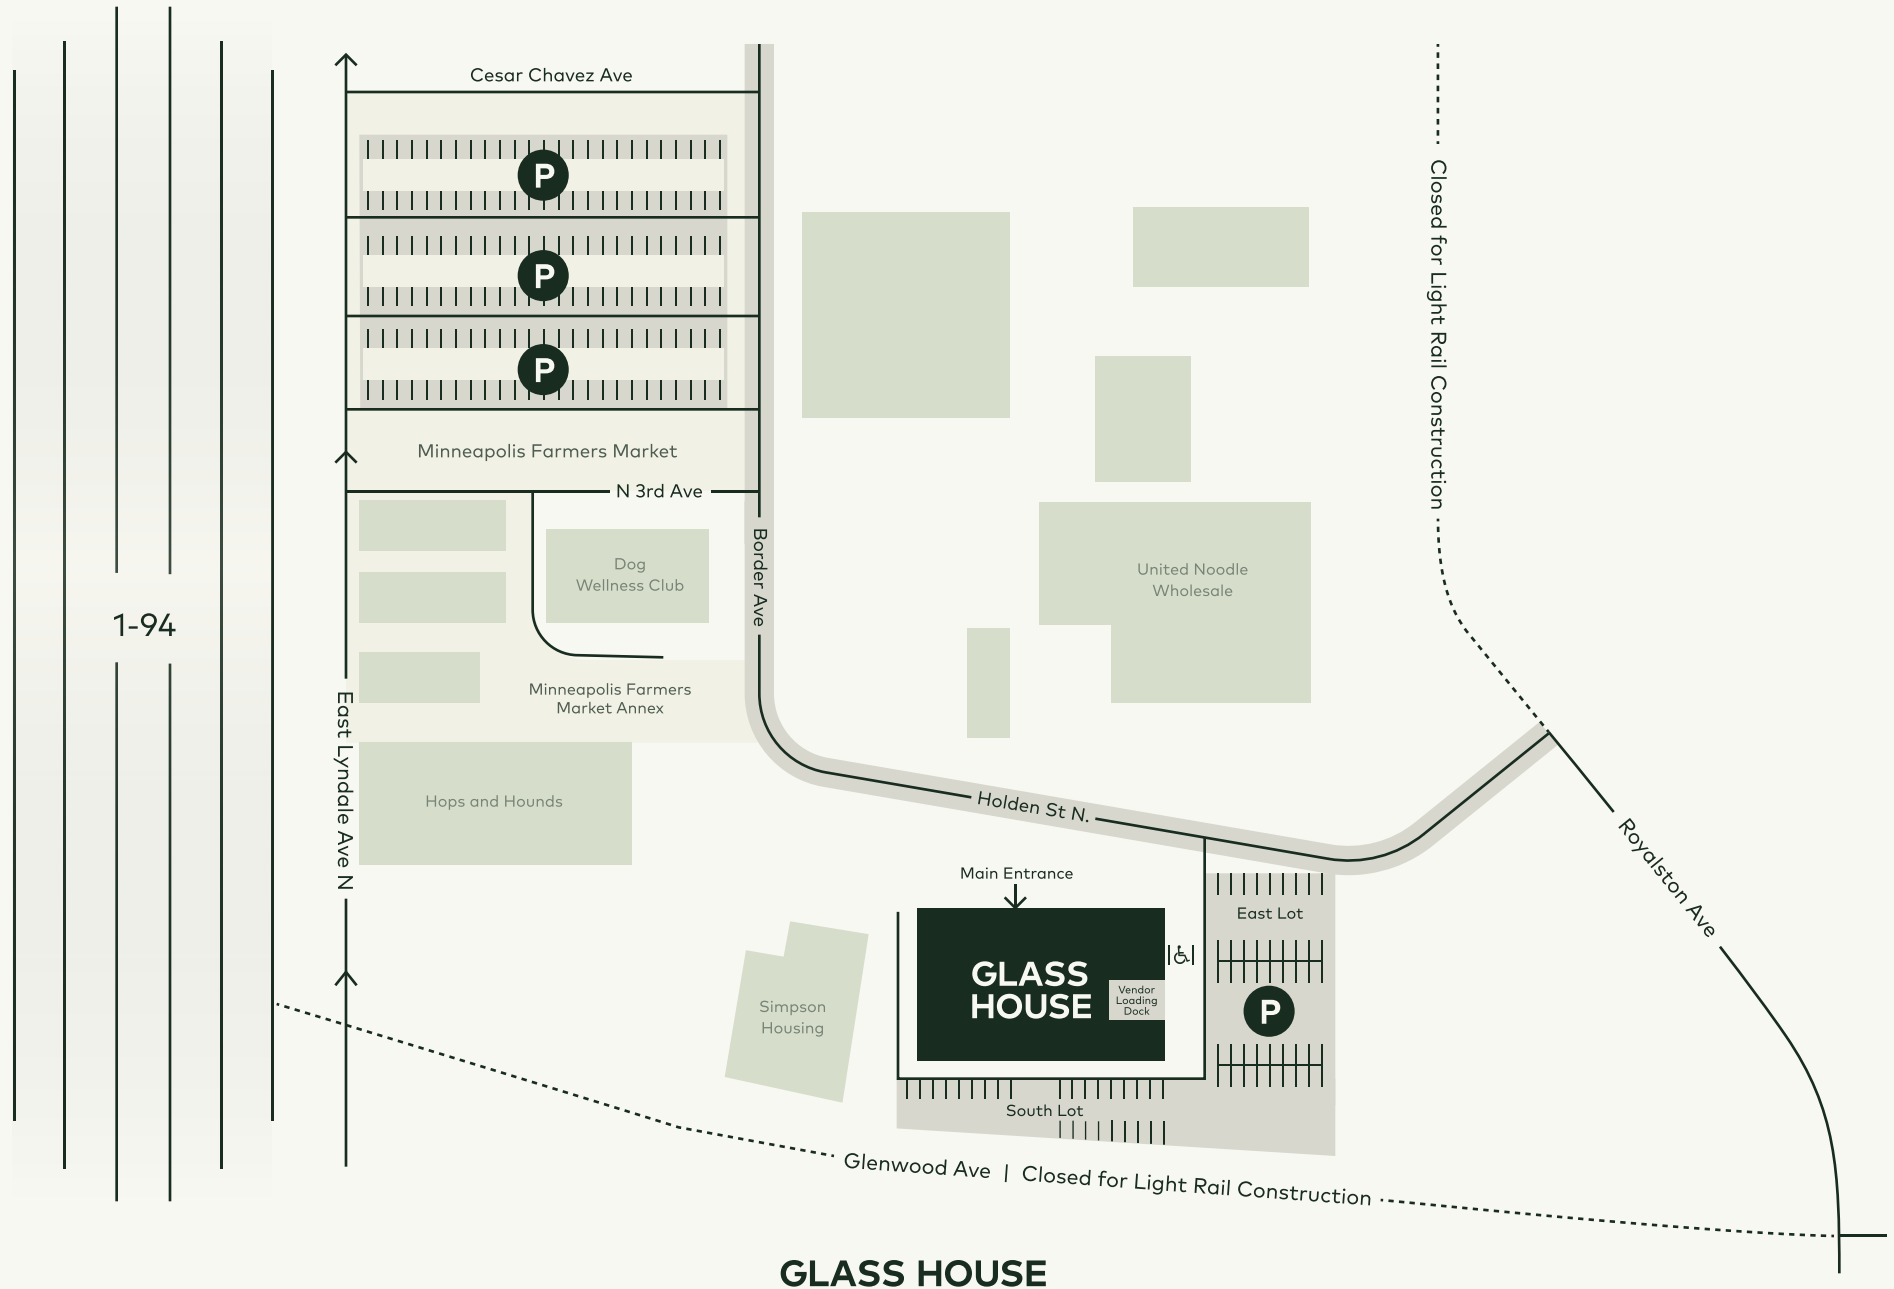 Cesar Chavez Ave
P
P
P
Minneapolis Farmers Market
N 3rd Ave
Dog
Wellness Club
Border Ave
Minneapolis Farmers
Market Annex
1-94
East Lyndale Ave N
Hops and Hounds
Closed for Light Rail Construction
United Noodle
Wholesale
Holden St N.
Royalston Ave
Main Entrance
East Lot
GLASS
HOUSE
Vendor
Loading
Dock
P
Simpson
Housing
South Lot
Glenwood Ave | Closed for Light Rail Construction
GLASS HOUSE